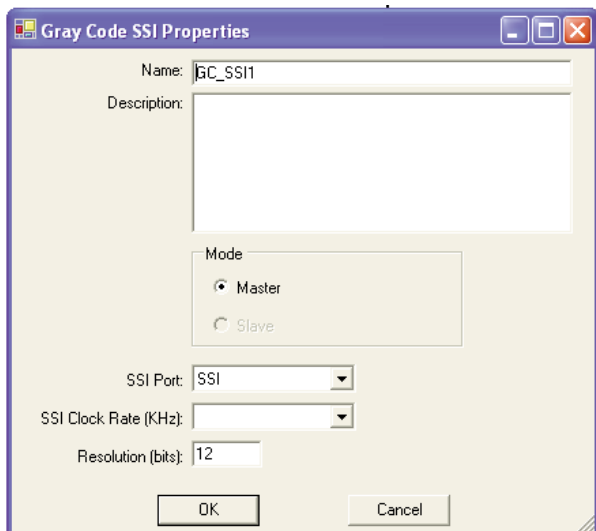 Gray Code SSI Properties
Name: GC_SSI1
Description:
Mode
Master
Slave
SSI Port: SSI
SSI Clock Rate (KHz):
Resolution (bits): 12
OK Cancel